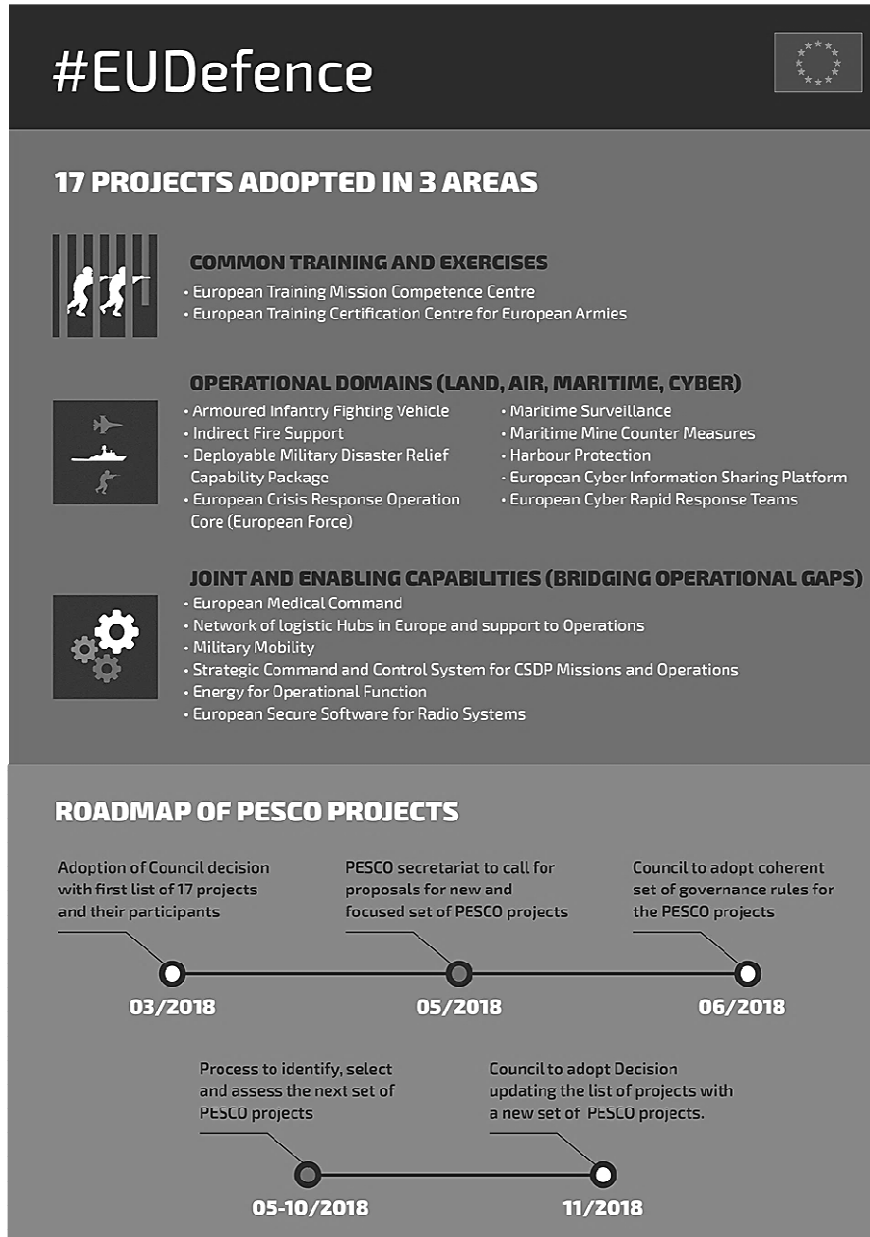 #EUDefence
17 PROJECTS ADOPTED IN 3 AREAS
COMMON TRAINING AND EXERCISES
• European Training Mission Competence Centre
• European Training Certification Centre for European Armies
OPERATIONAL DOMAINS (LAND, AIR, MARITIME, CYBER)
• Armoured Infantry Fighting Vehicle
• Indirect Fire Support
• Deployable Military Disaster Relief
Capability Package
• European Crisis Response Operation
Core (European Force)
• Maritime Surveillance
• Maritime Mine Counter Measures
• Harbour Protection
• European Cyber Information Sharing Platform
• European Cyber Rapid Response Teams
JOINT AND ENABLING CAPABILITIES (BRIDGING OPERATIONAL GAPS)
• European Medical Command
• Network of logistic Hubs in Europe and support to Operations
• Military Mobility
• Strategic Command and Control System for CSDP Missions and Operations
• Energy for Operational Function
• European Secure Software for Radio Systems
ROADMAP OF PESCO PROJECTS
Adoption of Council decision
with first list of 17 projects
and their participants
03/2018
PESCO secretariat to call for
proposals for new and
focused set of PESCO projects
05/2018
Council to adopt coherent
set of governance rules for
the PESCO projects
06/2018
Process to identify, select
and assess the next set of
PESCO projects
05-10/2018
Council to adopt Decision
updating the list of projects with
a new set of PESCO projects.
11/2018